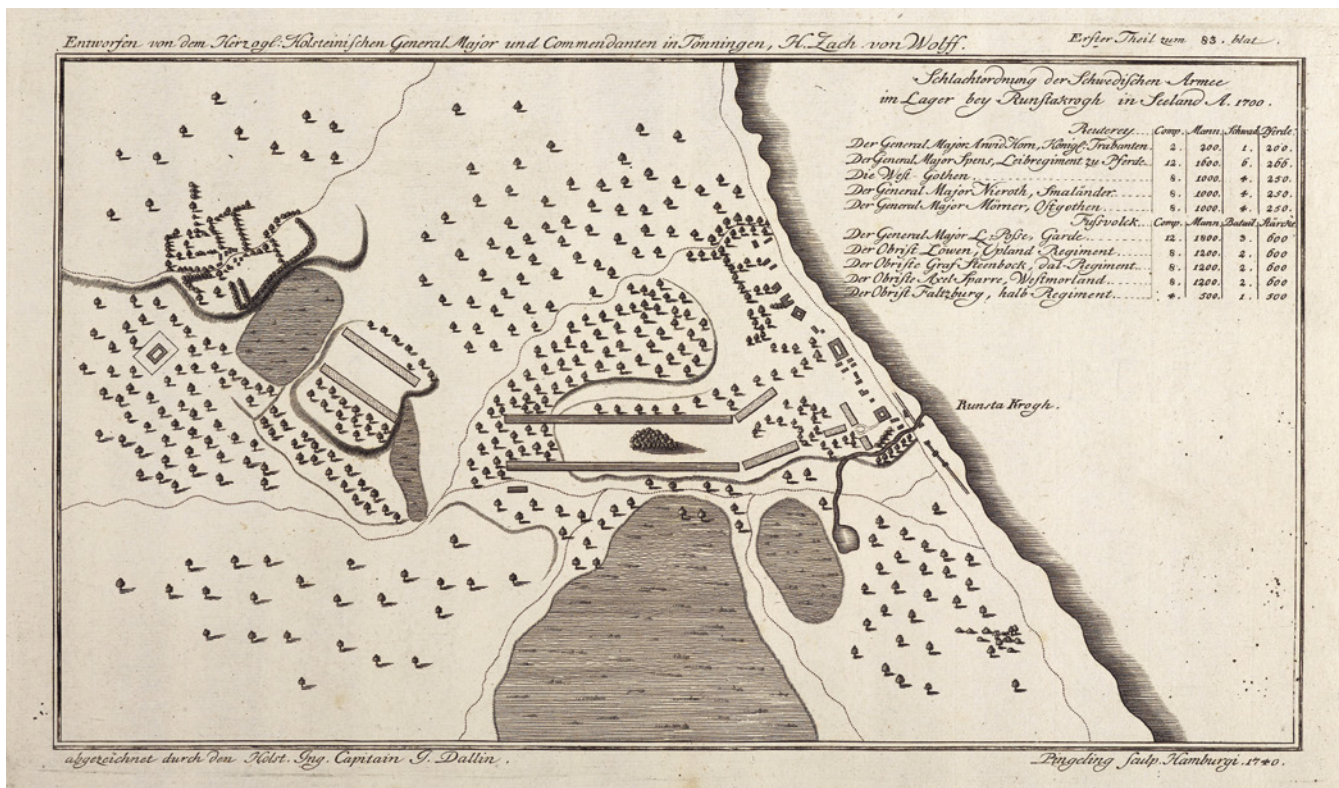 Entworfen von dem Herzogl: Holsteinischen General Major und Commendanten in Tönningen, H. Zach von Wolff.
Erster Theil zum 83. blat.
Schlachtordnung der Schwedischen Armee
im Lager bey Runstakrogh in Seeland A. 1700.
Reuterey Comp. Mann. Schwad. Pferde.
Der General Major Arwid Horn, Königl: Trabanten. 2. 200. 1. 200.
Der General Major Spens, Leibregiment zu Pferde 12. 1600. 6. 266.
Die West-Gothen 8. 1000. 4. 250.
Der General Major Nieroth, Smaländer 8. 1000. 4. 250.
Der General Major Mörner, Ostgothen 8. 1000. 4. 250.
Fussvolck Comp. Mann. Batail. Stärcke.
Der General Major L. Posse, Garde 12. 1800. 3. 600
Der Obriste Löwen, Upland Regiment 8. 1200. 2. 600
Der Obriste Graf Steenbock, dal-Regiment 8. 1200. 2. 600
Der Obriste Axel Sparre, Westmorland 8. 1200. 2. 600
Der Obrist Faltzburg, halb Regiment 4. 500. 1. 500
Runsta Krogh.
abgezeichnet durch den Holst. Ing. Capitain J. Dallin.
Pingeling sculp. Hamburgi. 1740.